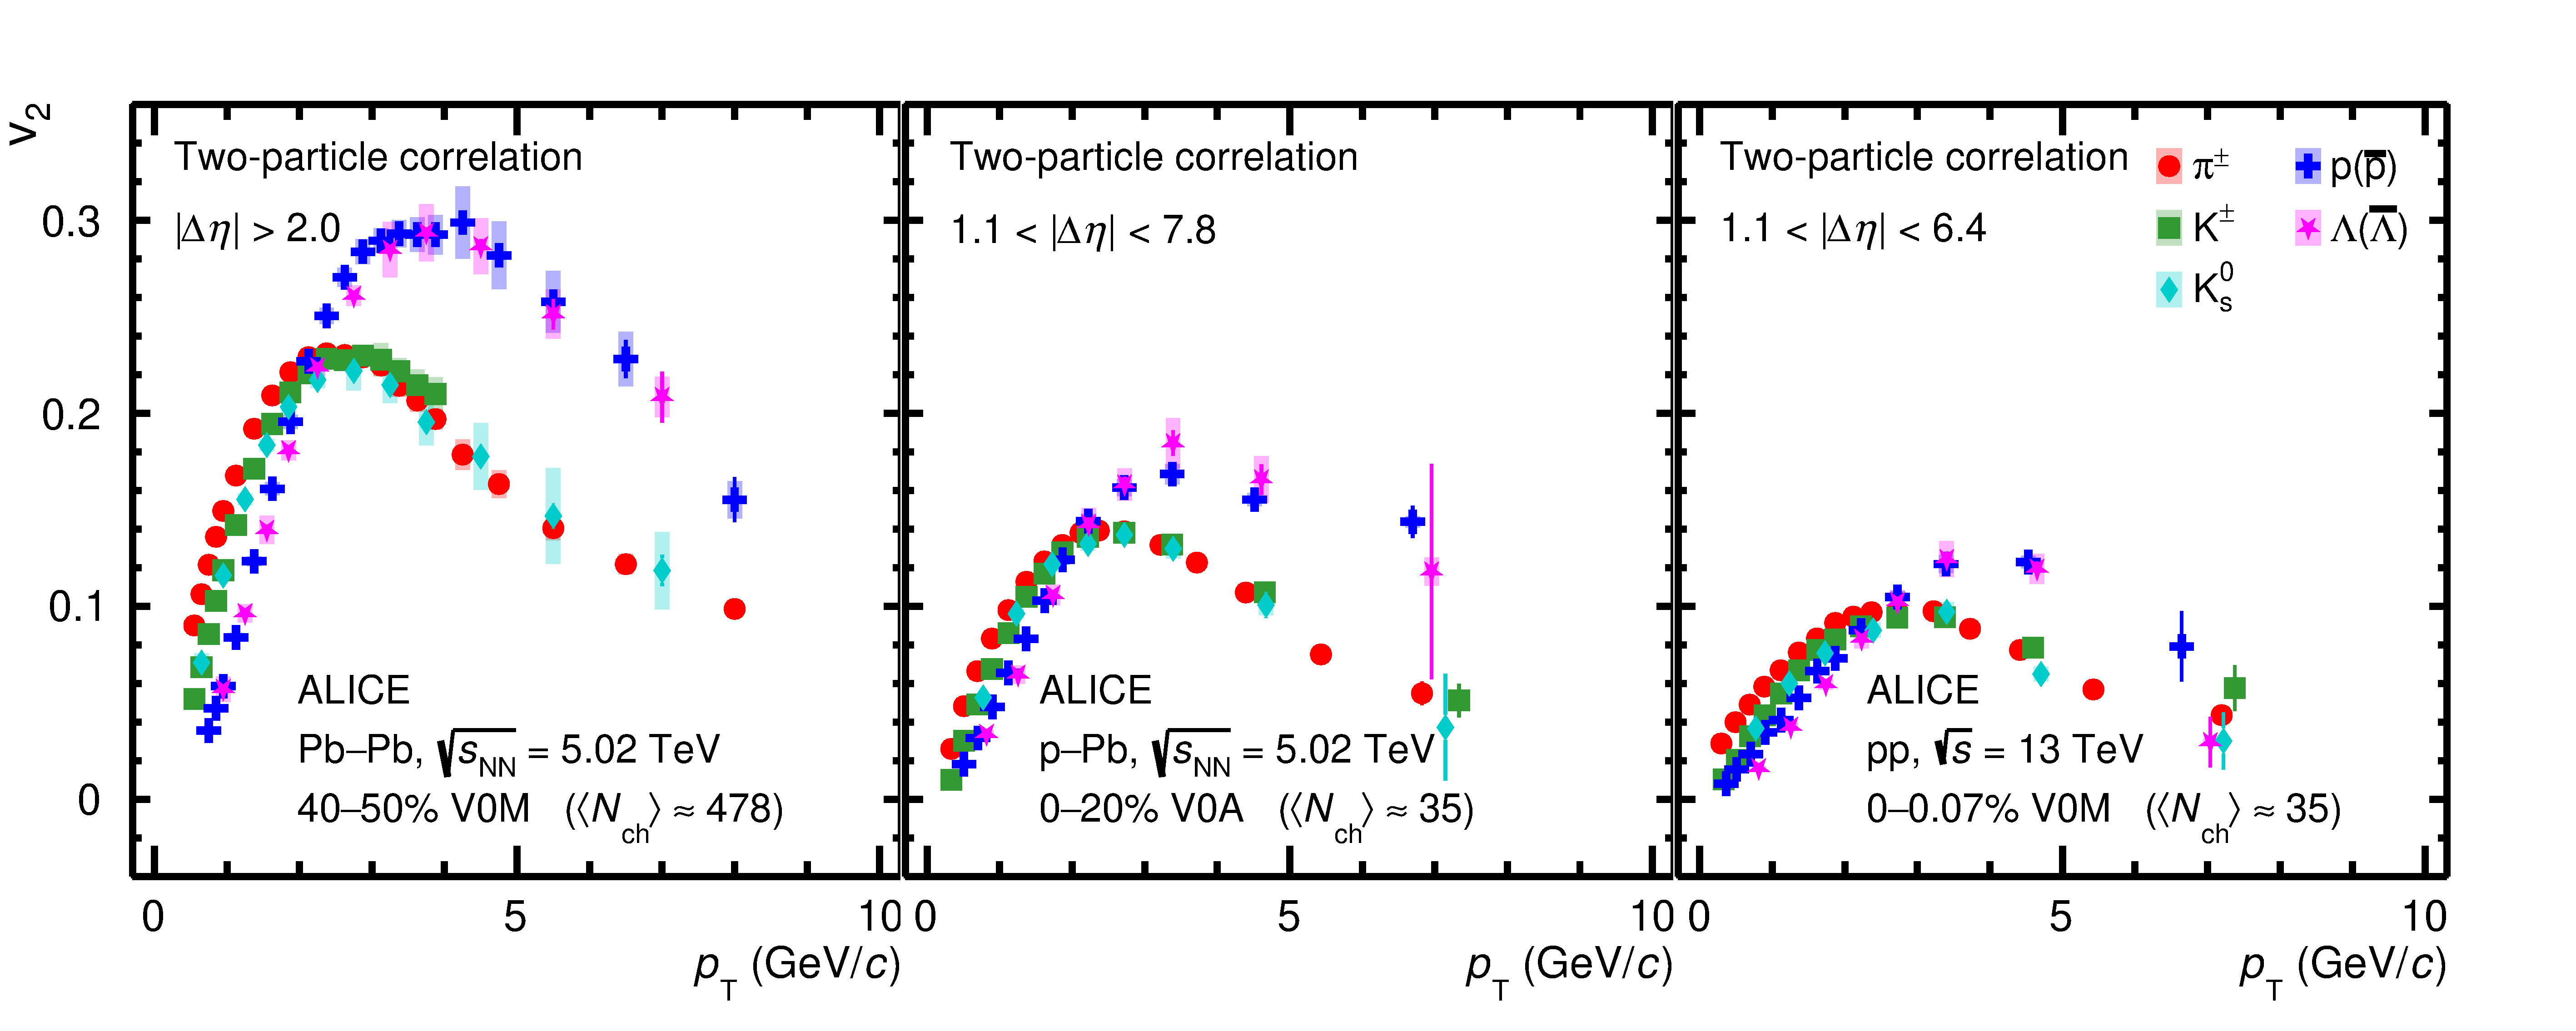 v2
0.3
0.2
0.1
0
Two-particle correlation
|Δη| > 2.0
ALICE
Pb–Pb, √sNN = 5.02 TeV
40–50% V0M (⟨Nch⟩ ≈ 478)
0 5 10
pT (GeV/c)
Two-particle correlation
1.1 < |Δη| < 7.8
ALICE
p–Pb, √sNN = 5.02 TeV
0–20% V0A (⟨Nch⟩ ≈ 35)
0 5 10
pT (GeV/c)
Two-particle correlation
1.1 < |Δη| < 6.4
π± p(p̅)
K± Λ(Λ̅)
K0s
ALICE
pp, √s = 13 TeV
0–0.07% V0M (⟨Nch⟩ ≈ 35)
0 5 10
pT (GeV/c)